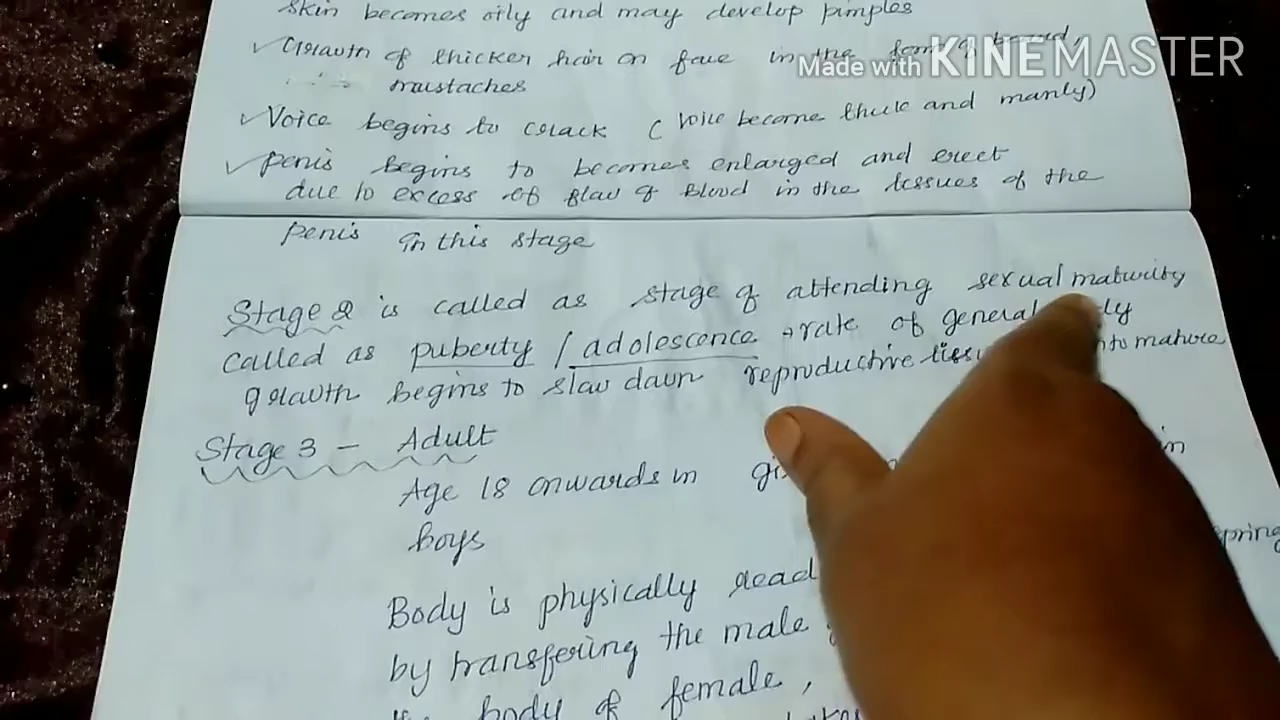 skin becomes oily and may develop pimples
Growth of thicker hair on face in the form of beard,
Made with KINEMASTER
mustaches
Voice begins to crack ( Voice become thick and manly)
penis begins to becomes enlarged and erect
due to excess of flow of Blood in the tissues of the
penis in this stage
Stage 2 is called as stage of attending sexual maturity
called as puberty / adolescence → rate of general
growth begins to slow down reproductive mature
Stage 3 - Adult
Age 18 onwards in in
boys
Body is physically
by transfering the male
body of female,